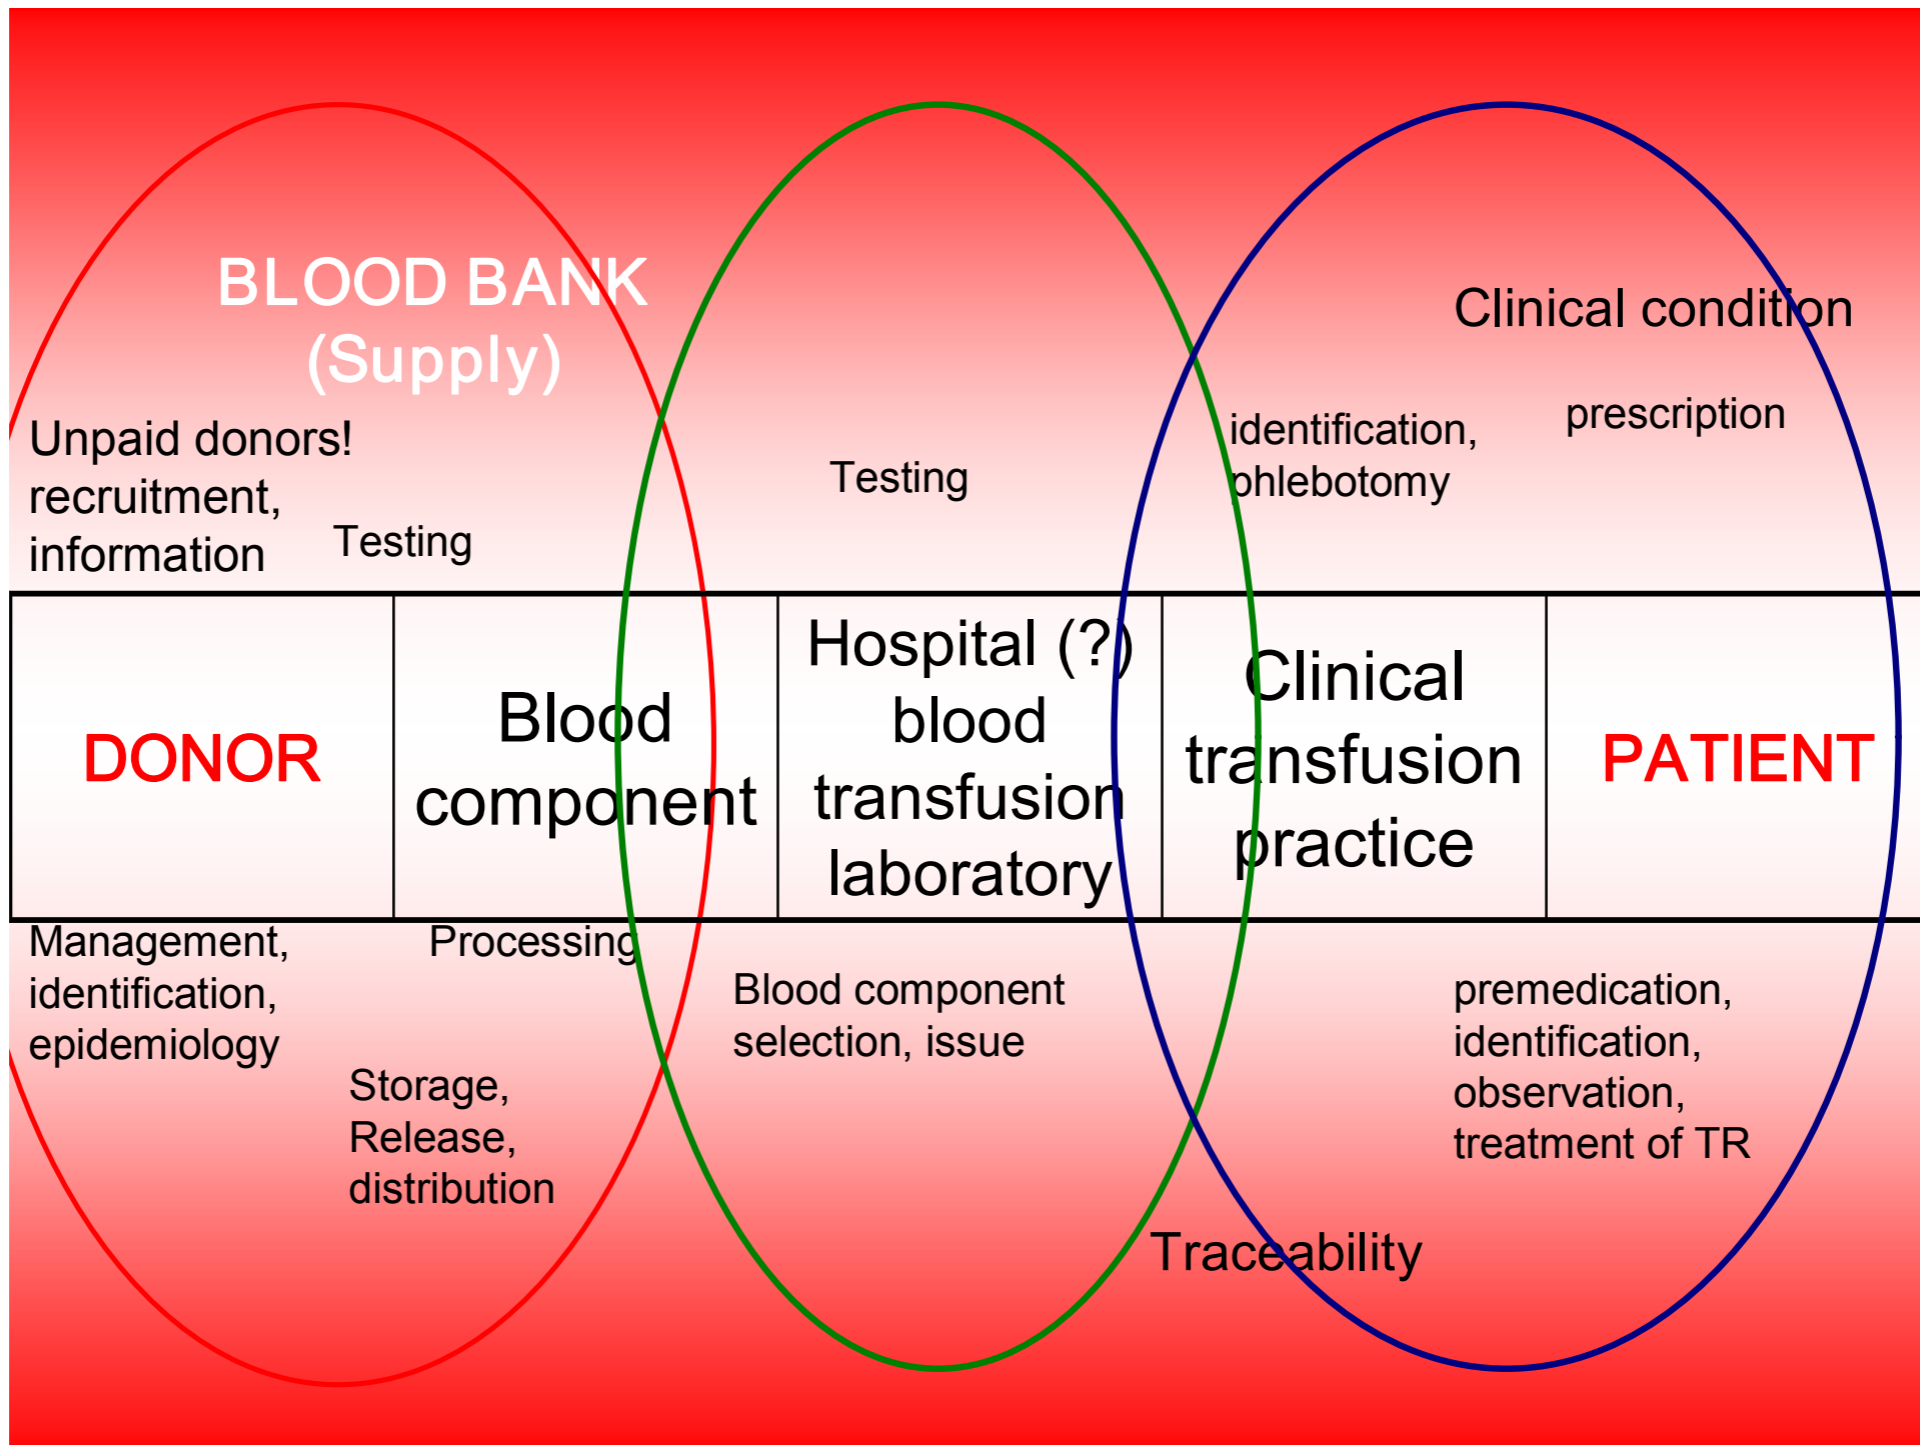 BLOOD BANK
(Supply)
Clinical condition
prescription
identification,
phlebotomy
Unpaid donors!
recruitment,
information
Testing
Testing
DONOR
Blood
component
Hospital (?)
blood
transfusion
laboratory
Clinical
transfusion
practice
PATIENT
Management,
identification,
epidemiology
Processing
Storage,
Release,
distribution
Blood component
selection, issue
premedication,
identification,
observation,
treatment of TR
Traceability